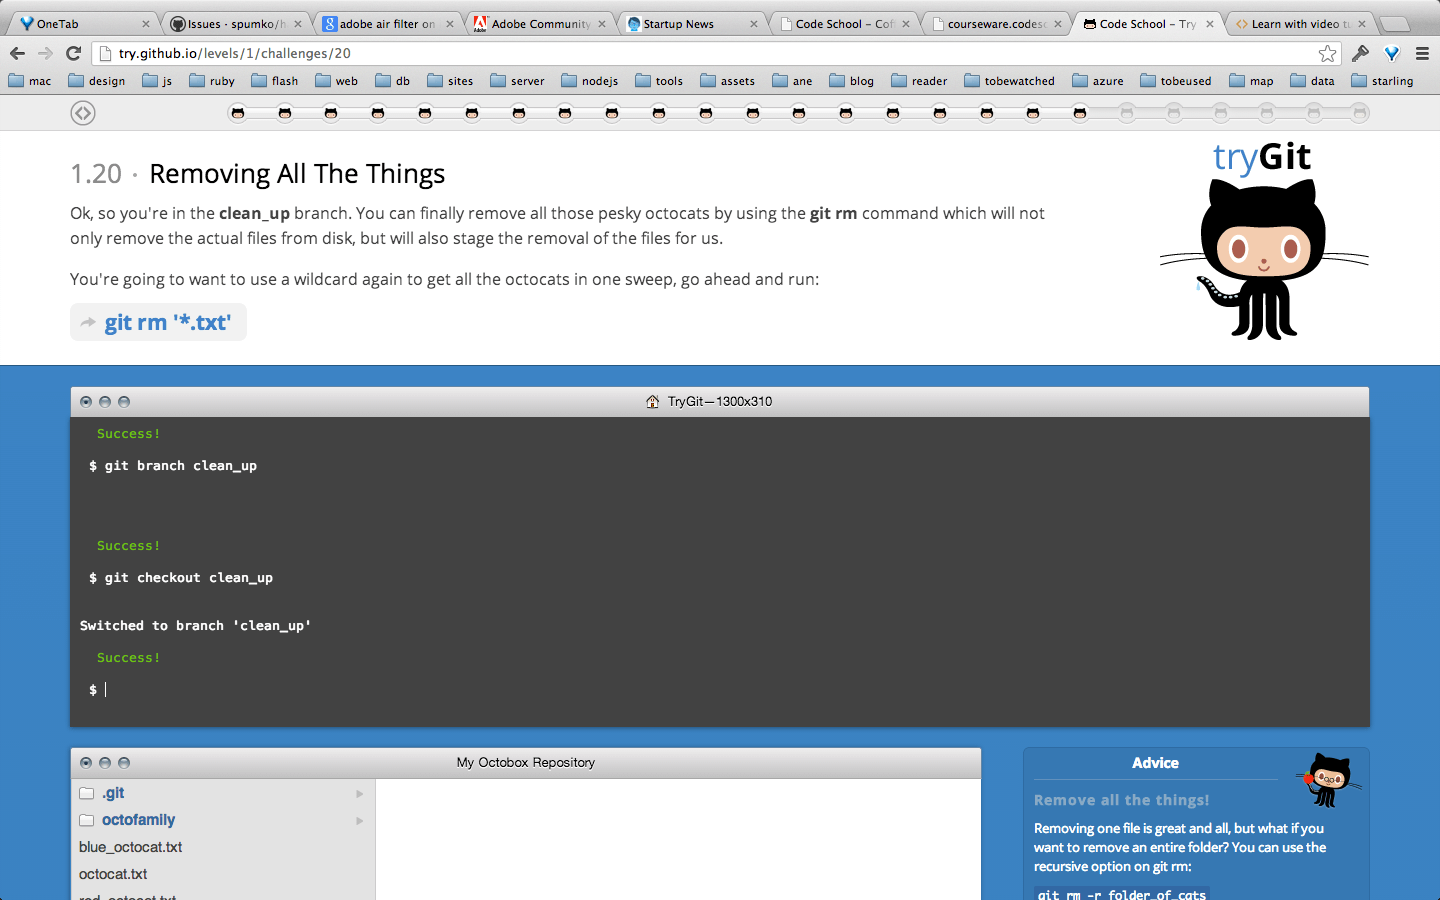 OneTab
Issues · spumko/ha
adobe air filter on
Adobe Community
Startup News
Code School – Cof
courseware.codes
Code School – Try
Learn with video tu
try.github.io/levels/1/challenges/20
mac
design
js
ruby
flash
web
db
sites
server
nodejs
tools
assets
ane
blog
reader
tobewatched
azure
tobeused
map
data
starling
1.20 · Removing All The Things
tryGit
Ok, so you're in the clean_up branch. You can finally remove all those pesky octocats by using the git rm command which will not
only remove the actual files from disk, but will also stage the removal of the files for us.
You're going to want to use a wildcard again to get all the octocats in one sweep, go ahead and run:
git rm '*.txt'
TryGit—1300x310
Success!
$ git branch clean_up
Success!
$ git checkout clean_up
Switched to branch 'clean_up'
Success!
$
My Octobox Repository
.git
octofamily
blue_octocat.txt
octocat.txt
red_octocat.txt
Advice
Remove all the things!
Removing one file is great and all, but what if you
want to remove an entire folder? You can use the
recursive option on git rm:
git rm -r folder_of_cats